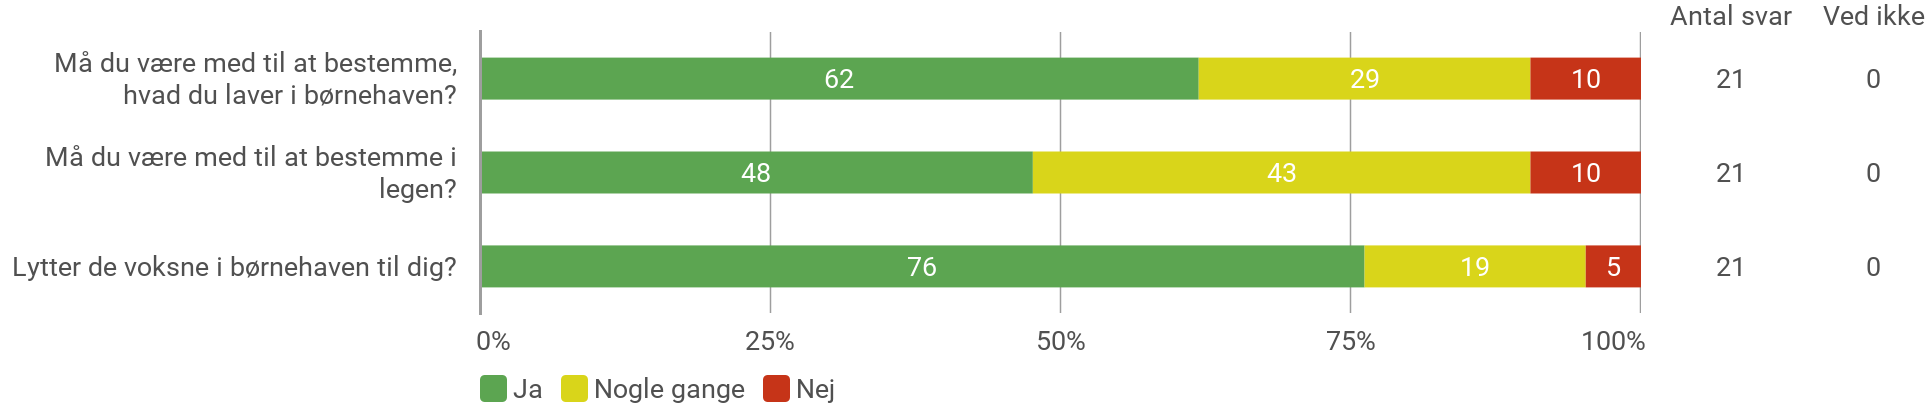 Antal svar Ved ikke
Må du være med til at bestemme,
hvad du laver i børnehaven?
62 29 10 21 0
Må du være med til at bestemme i
legen?
48 43 10 21 0
Lytter de voksne i børnehaven til dig? 76 19 5 21 0
0% 25% 50% 75% 100%
Ja Nogle gange Nej